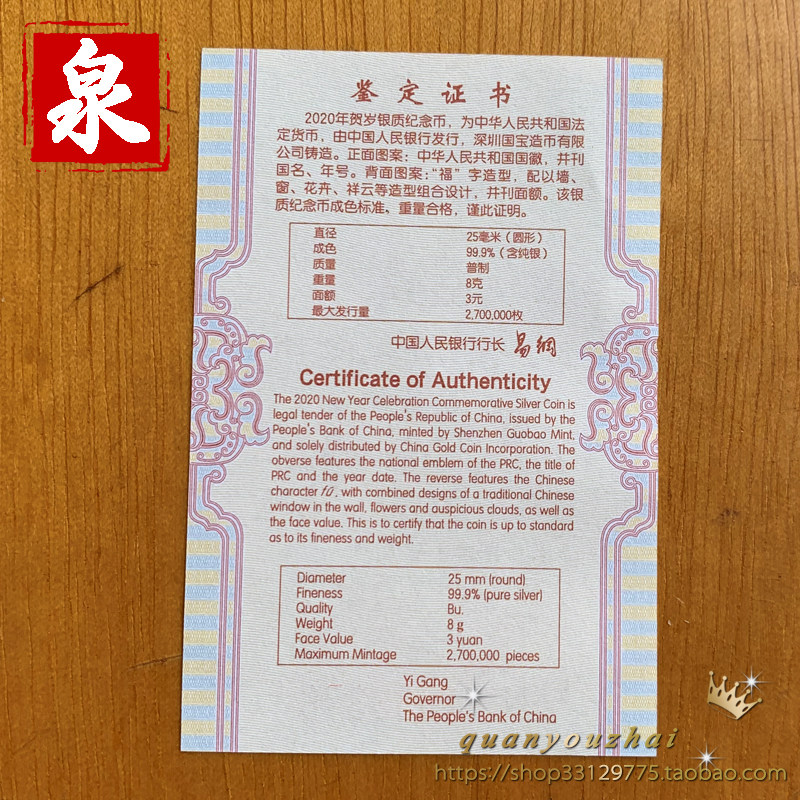 泉
鉴定证书
2020年贺岁银质纪念币，为中华人民共和国法
定货币，由中国人民银行发行，深圳国宝造币有限
公司铸造。正面图案：中华人民共和国国徽，并刊
国名、年号。背面图案：“福”字造型，配以墙、
窗、花卉、祥云等造型组合设计，并刊面额。该银
质纪念币成色标准、重量合格，谨此证明。
直径 25毫米（圆形）
成色 99.9%（含纯银）
质量 普制
重量 8克
面额 3元
最大发行量 2,700,000枚
中国人民银行行长 易纲
Certificate of Authenticity
The 2020 New Year Celebration Commemorative Silver Coin is
legal tender of the People's Republic of China, issued by the
People's Bank of China, minted by Shenzhen Guobao Mint,
and solely distributed by China Gold Coin Incorporation. The
obverse features the national emblem of the PRC, the title of
PRC and the year date. The reverse features the Chinese
character fú, with combined designs of a traditional Chinese
window in the wall, flowers and auspicious clouds, as well as
the face value. This is to certify that the coin is up to standard
as to its fineness and weight.
Diameter 25 mm (round)
Fineness 99.9% (pure silver)
Quality Bu.
Weight 8 g
Face Value 3 yuan
Maximum Mintage 2,700,000 pieces
Yi Gang
Governor
The People's Bank of China
quanyouzhai
https://shop33129775.taobao.com